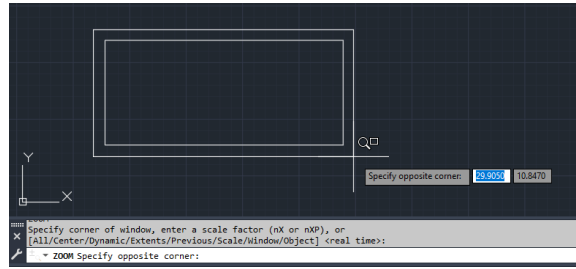 Specify opposite corner: 29.9050 10.8470
Y
X
ZOOM
Specify corner of window, enter a scale factor (nX or nXP), or
[All/Center/Dynamic/Extents/Previous/Scale/Window/Object] <real time>:
ZOOM Specify opposite corner: